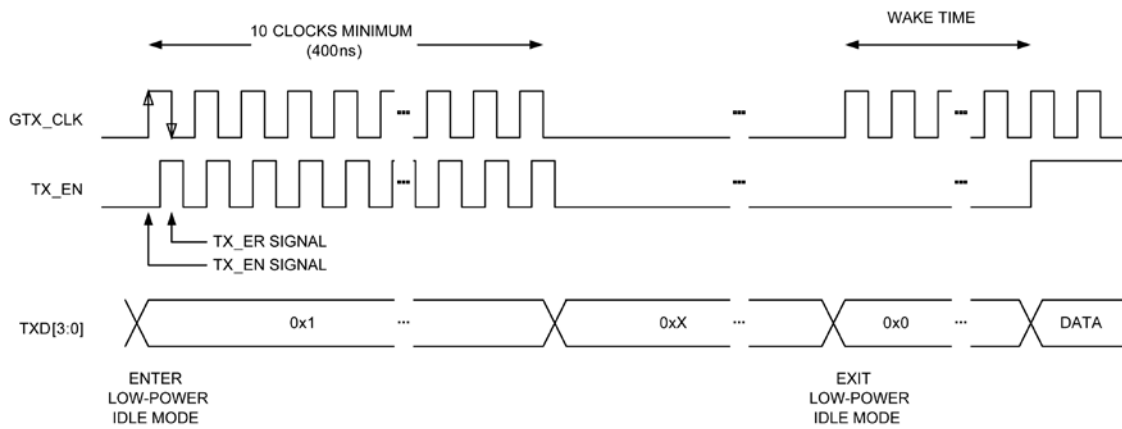 10 CLOCKS MINIMUM
(400ns)
WAKE TIME
GTX_CLK
...
...
...
TX_EN
...
...
...
TX_ER SIGNAL
TX_EN SIGNAL
TXD[3:0]
0x1
...
0xX
...
0x0
...
DATA
ENTER
LOW-POWER
IDLE MODE
EXIT
LOW-POWER
IDLE MODE